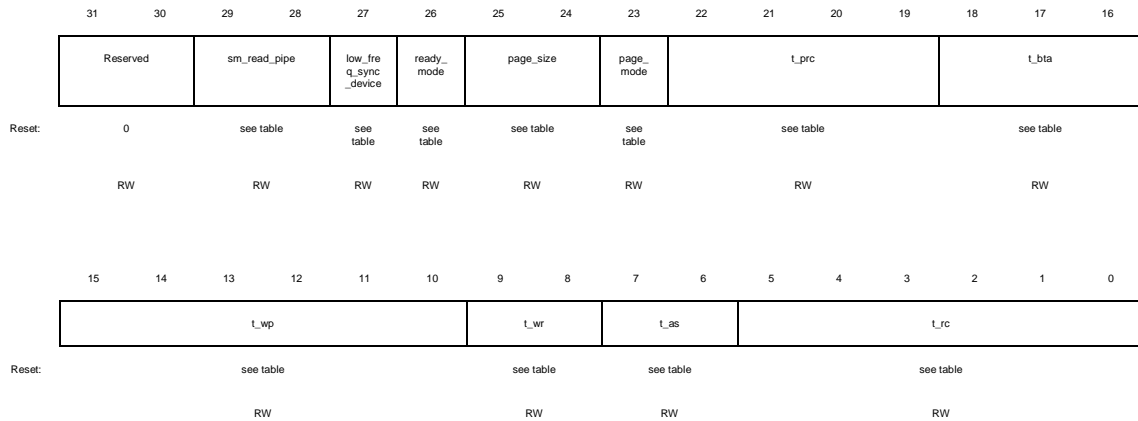 31 30 29 28 27 26 25 24 23 22 21 20 19 18 17 16
Reserved sm_read_pipe low_fre ready_ page_size page_ t_prc t_bta
q_sync mode mode
_device
Reset: 0 see table see see see table see see table see table
table table table
RW RW RW RW RW RW RW RW
15 14 13 12 11 10 9 8 7 6 5 4 3 2 1 0
t_wp t_wr t_as t_rc
Reset: see table see table see table see table
RW RW RW RW